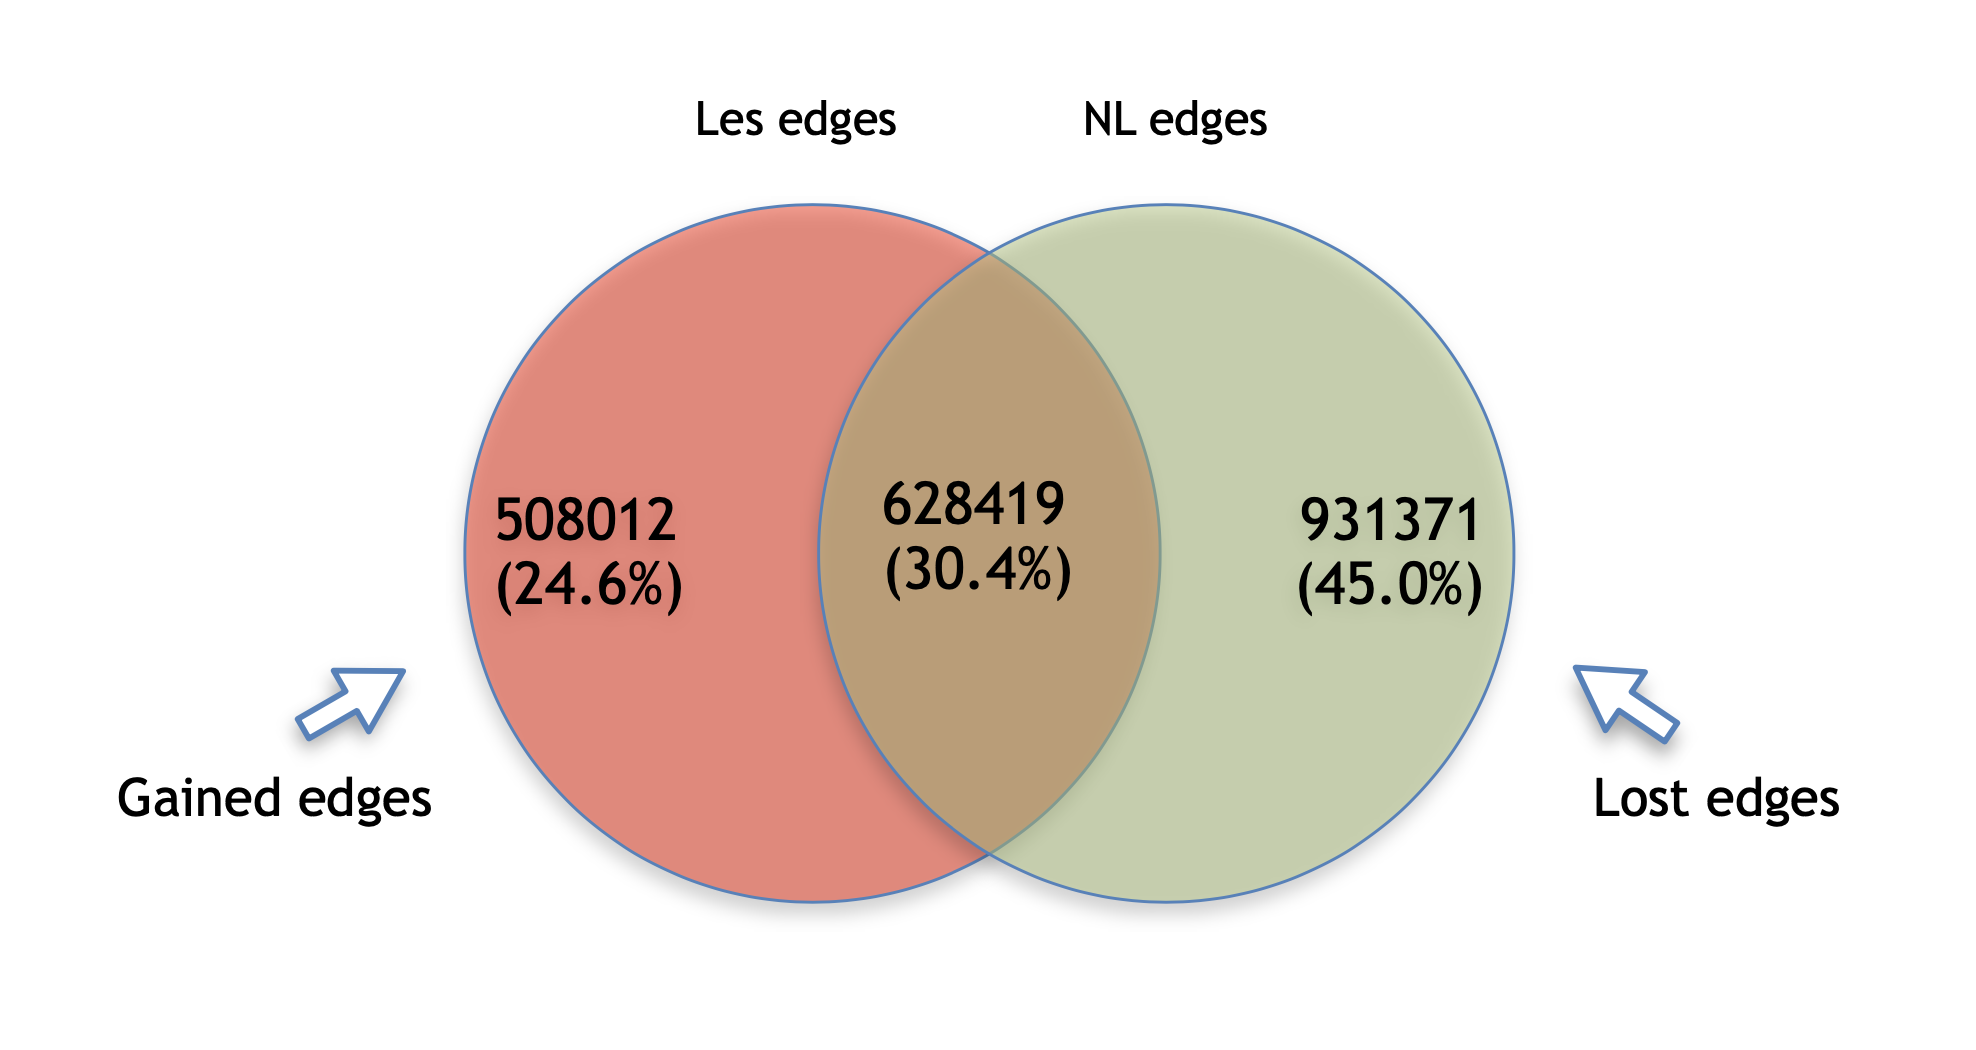 Les edges
NL edges
508012
(24.6%)
628419
(30.4%)
931371
(45.0%)
Gained edges
Lost edges